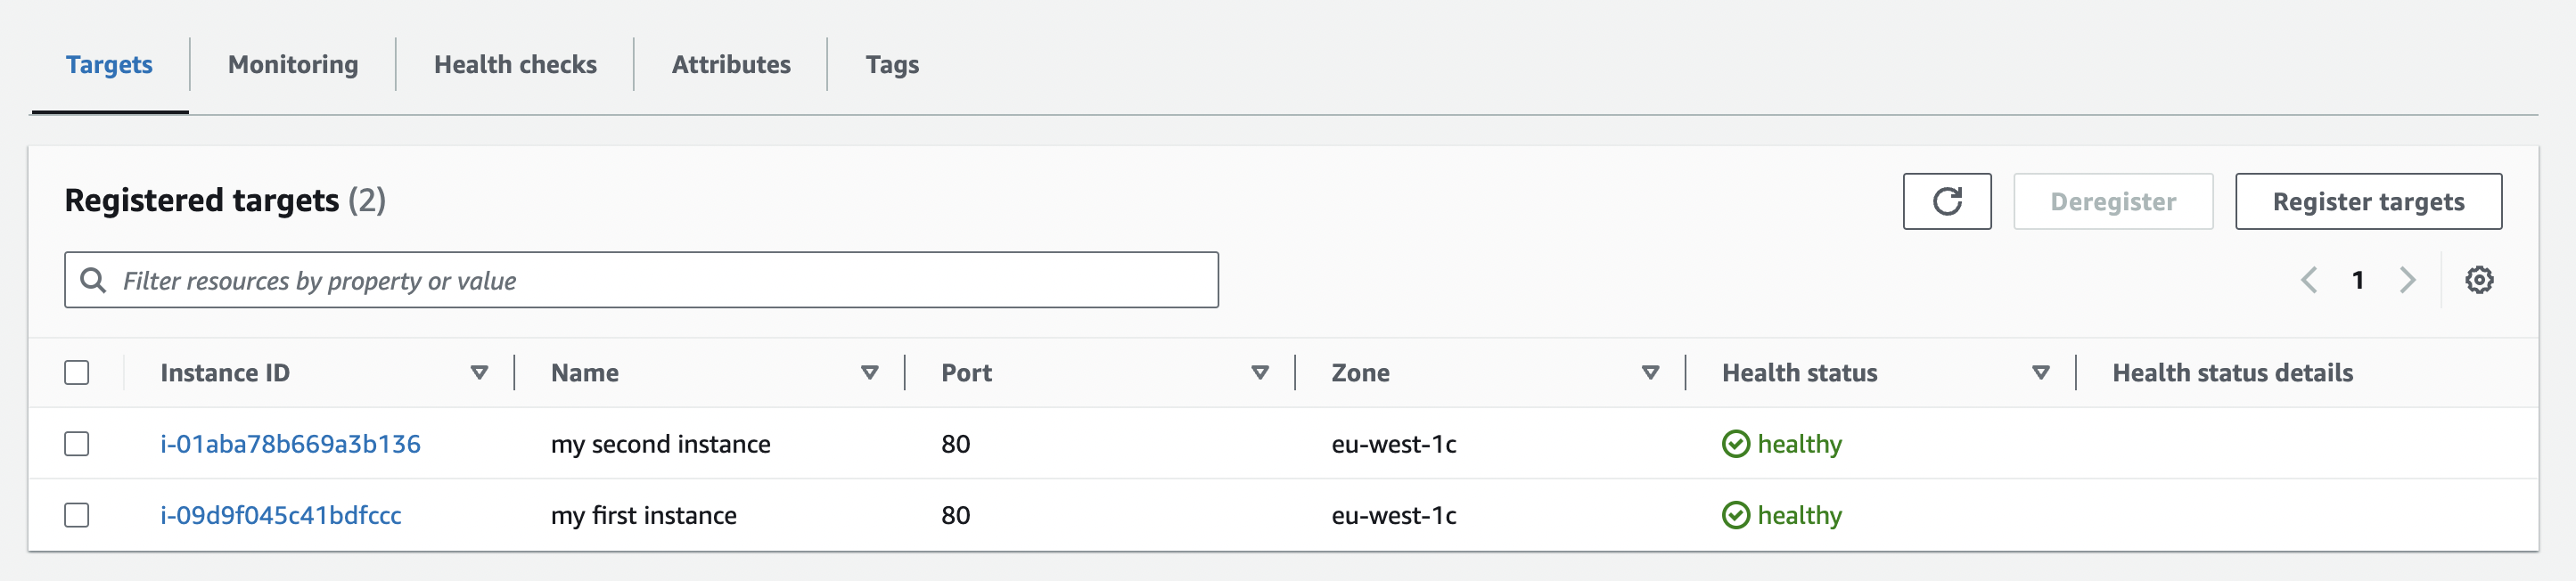 Targets Monitoring Health checks Attributes Tags
Registered targets (2) Deregister Register targets
Filter resources by property or value 1
Instance ID Name Port Zone Health status Health status details
i-01aba78b669a3b136 my second instance 80 eu-west-1c healthy
i-09d9f045c41bdfccc my first instance 80 eu-west-1c healthy